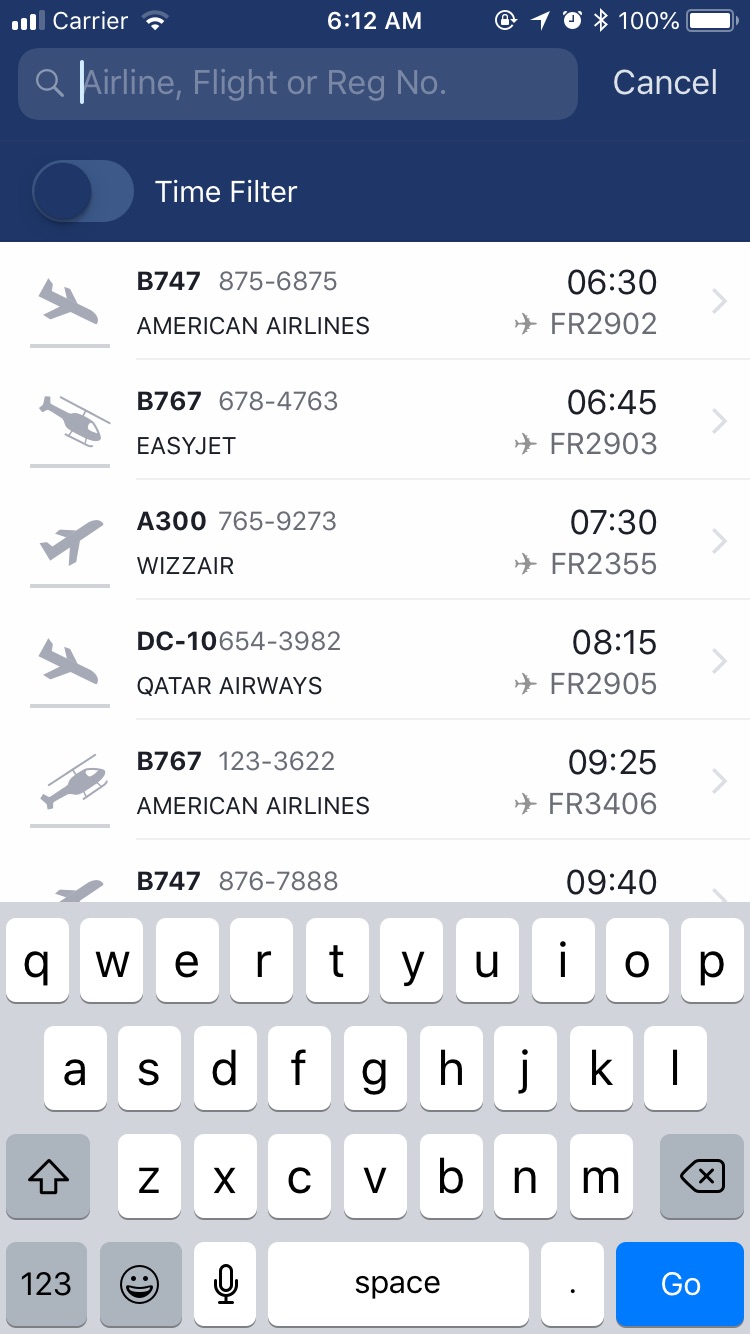 Carrier 6:12 AM 100%
Airline, Flight or Reg No. Cancel
Time Filter
B747 875-6875 06:30
AMERICAN AIRLINES FR2902
B767 678-4763 06:45
EASYJET FR2903
A300 765-9273 07:30
WIZZAIR FR2355
DC-10 654-3982 08:15
QATAR AIRWAYS FR2905
B767 123-3622 09:25
AMERICAN AIRLINES FR3406
B747 876-7888 09:40
q w e r t y u i o p
a s d f g h j k l
z x c v b n m
123 space . Go